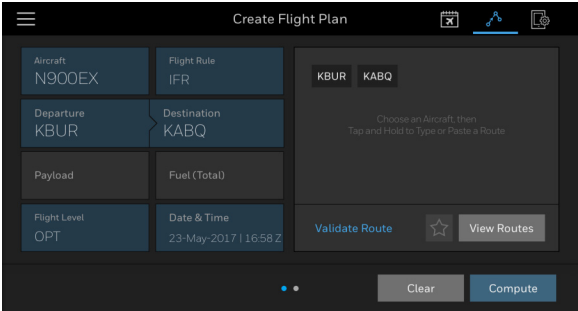 Create Flight Plan
Aircraft
N900EX
Flight Rule
IFR
Departure
KBUR
Destination
KABQ
Payload
Fuel (Total)
Flight Level
OPT
Date & Time
23-May-2017 | 16:58 Z
KBUR KABQ
Choose an Aircraft, then
Tap and Hold to Type or Paste a Route
Validate Route
View Routes
Clear
Compute